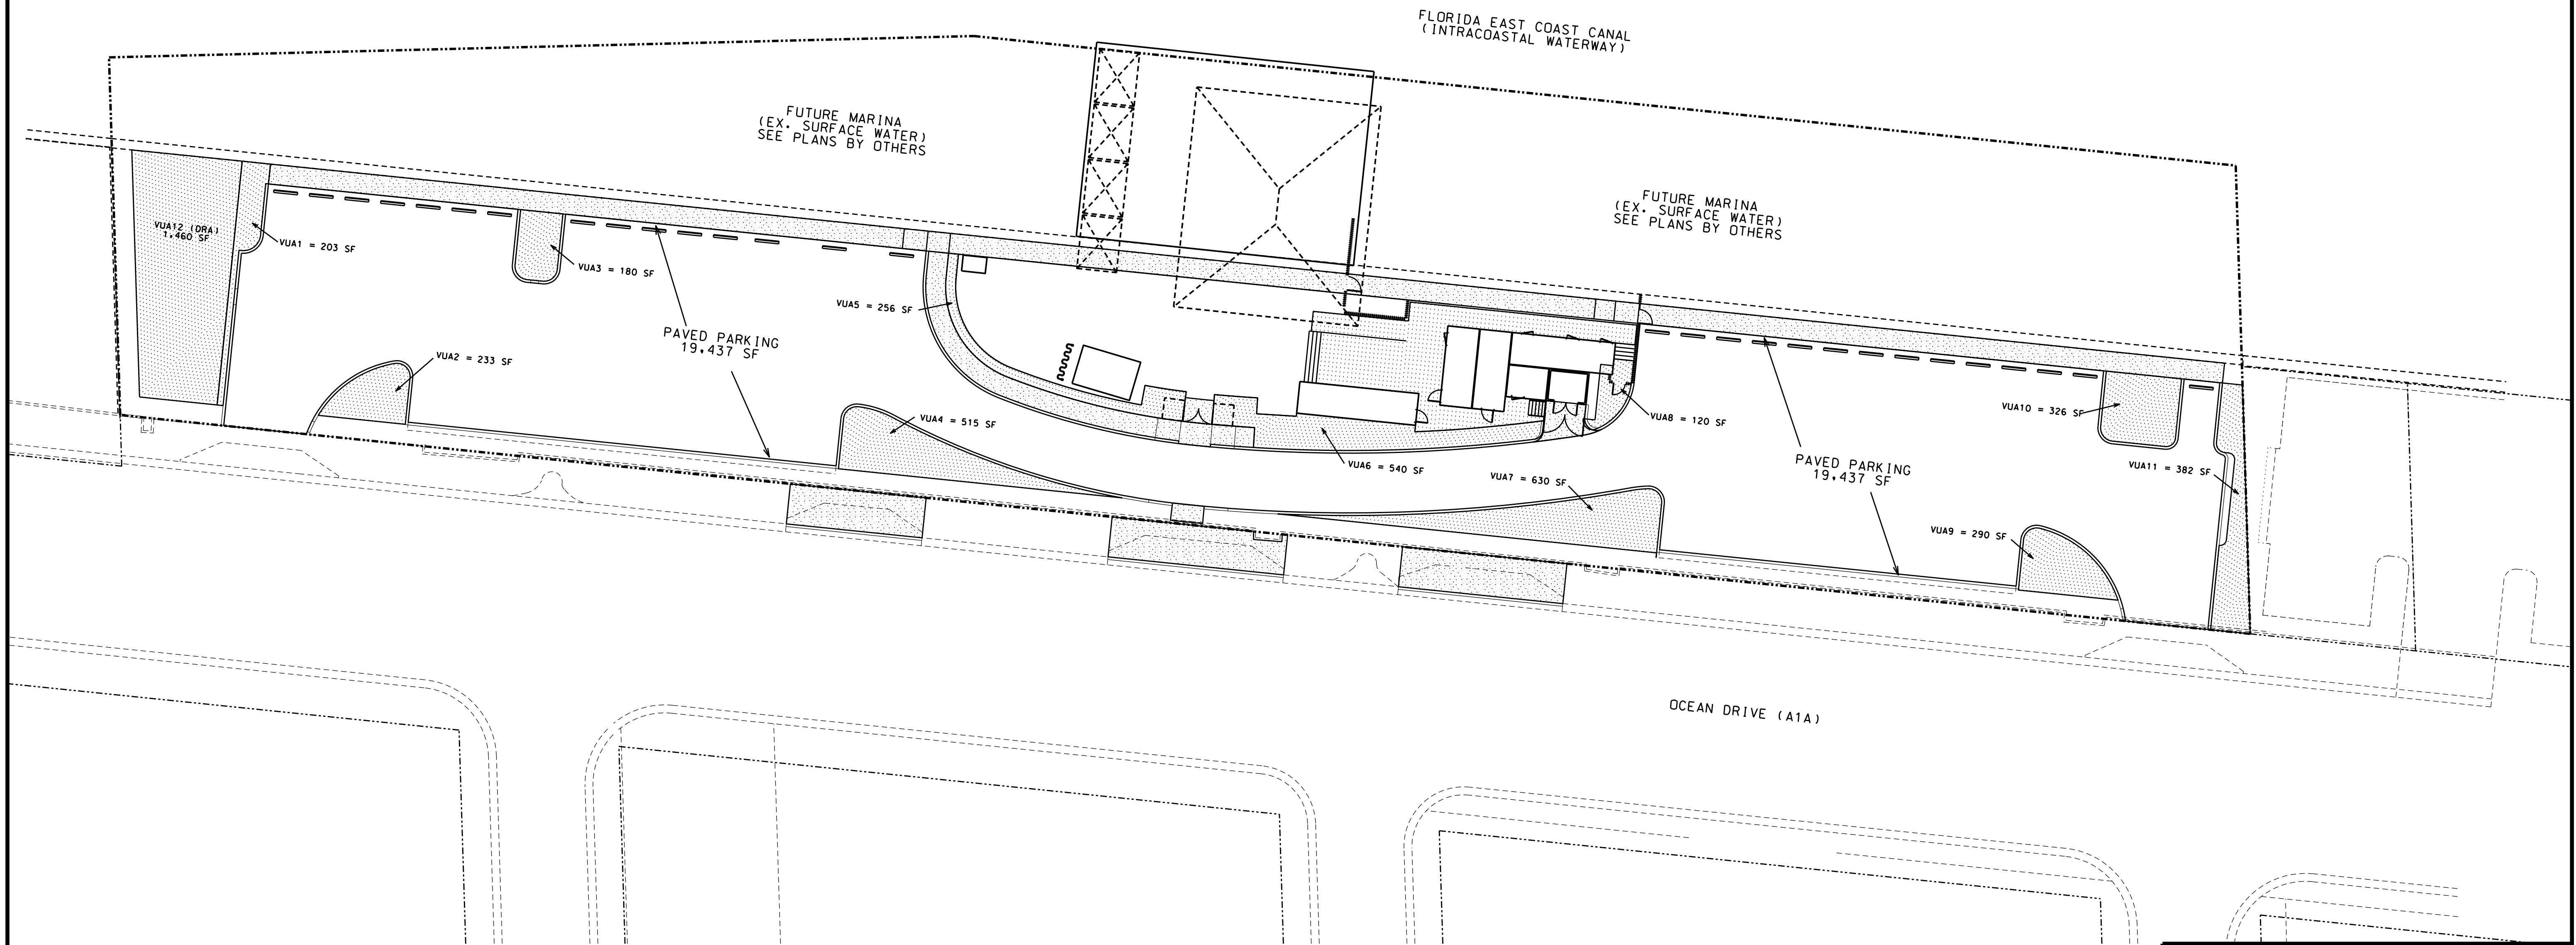 FLORIDA EAST COAST CANAL
(INTRACOASTAL WATERWAY)
FUTURE MARINA
(EX. SURFACE WATER)
SEE PLANS BY OTHERS
FUTURE MARINA
(EX. SURFACE WATER)
SEE PLANS BY OTHERS
VUA12 (DRA)
1,460 SF
VUA1 = 203 SF
VUA3 = 180 SF
VUA5 = 256 SF
PAVED PARKING
19,437 SF
VUA2 = 233 SF
VUA4 = 515 SF
VUA6 = 540 SF
VUA8 = 120 SF
VUA7 = 630 SF
PAVED PARKING
19,437 SF
VUA10 = 326 SF
VUA11 = 382 SF
VUA9 = 290 SF
OCEAN DRIVE (A1A)